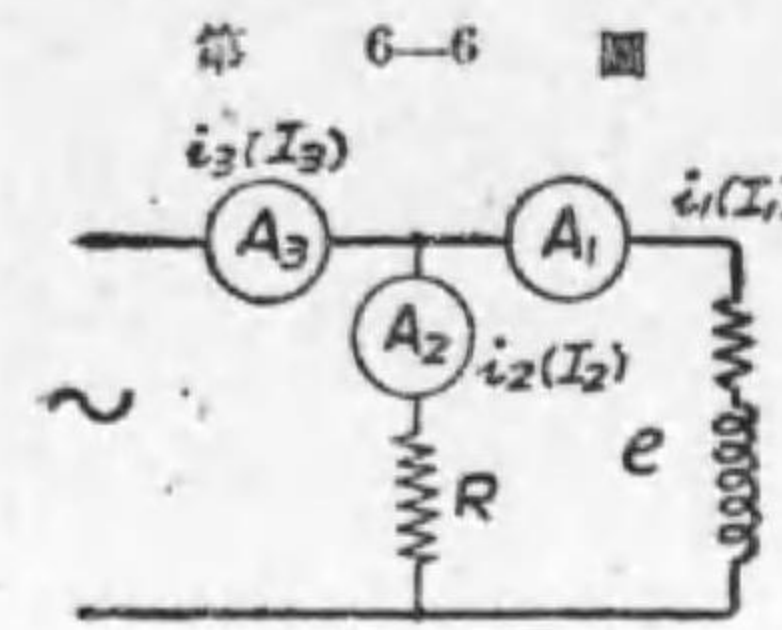 第 6—6 圖
i₃(I₃)
i₁(I₁)
A₃
A₁
A₂
i₂(I₂)
e
R